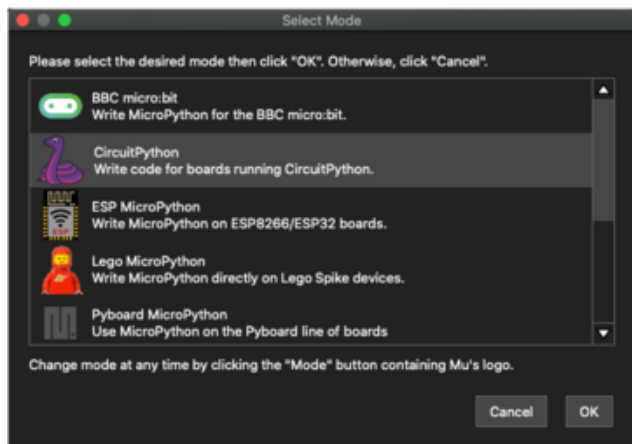 Select Mode
Please select the desired mode then click "OK". Otherwise, click "Cancel".
BBC micro:bit
Write MicroPython for the BBC micro:bit.
CircuitPython
Write code for boards running CircuitPython.
ESP MicroPython
Write MicroPython on ESP8266/ESP32 boards.
ESP
Lego MicroPython
Write MicroPython directly on Lego Spike devices.
Pyboard MicroPython
Use MicroPython on the Pyboard line of boards
Change mode at any time by clicking the "Mode" button containing Mu's logo.
Cancel
OK